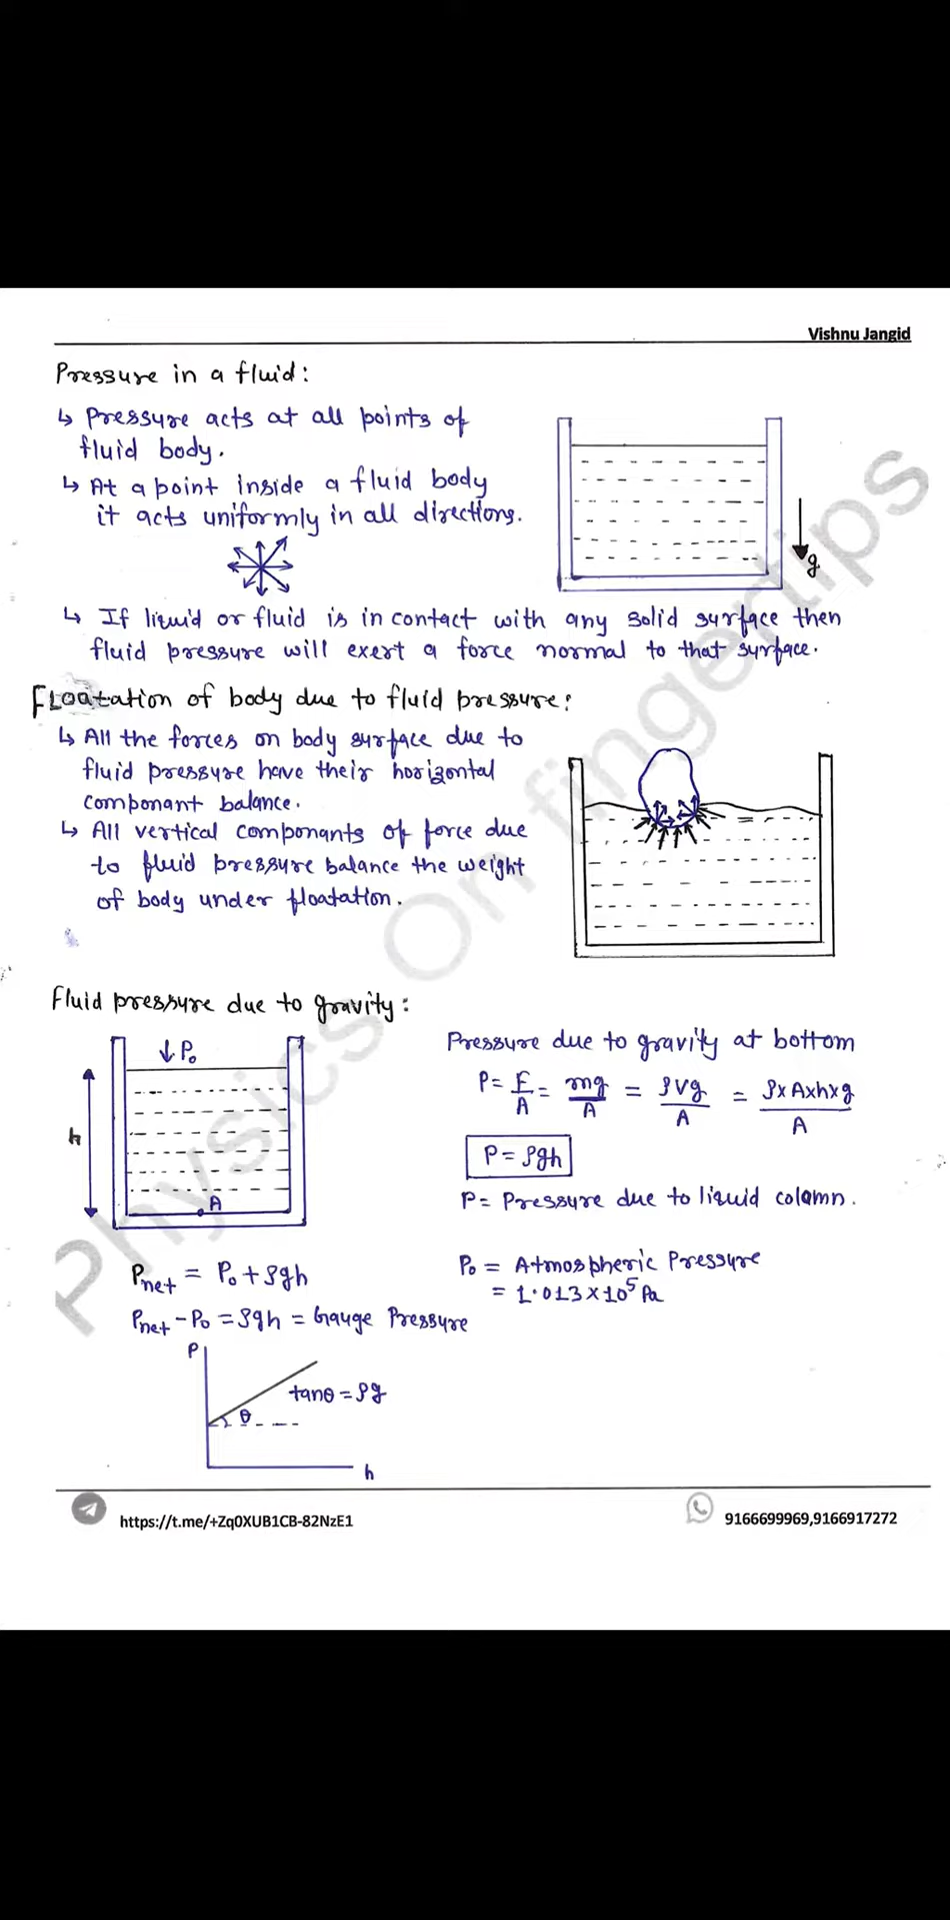 Vishnu Jangid
Pressure in a fluid:
↳ Pressure acts at all points of
fluid body.
↳ At a point inside a fluid body
it acts uniformly in all directions.
g
↳ If liquid or fluid is in contact with any solid surface then
fluid pressure will exert a force normal to that surface.
Floatation of body due to fluid pressure:
↳ All the forces on body surface due to
fluid pressure have their horizontal
componant balance.
↳ All vertical componants of force due
to fluid pressure balance the weight
of body under floatation.
Fluid pressure due to gravity:
↓P₀
h
A
Pressure due to gravity at bottom
P = F/A = mg/A = ρVg/A = ρ×A×h×g/A
P = ρgh
P = Pressure due to liquid colamn.
Pnet = P₀ + ρgh
P₀ = Atmospheric Pressure
= 1.013 × 10⁵ Pa
Pnet - P₀ = ρgh = Gauge Pressure
P
tanθ = ρg
θ
h
Physics On fingertips
https://t.me/+Zq0XUB1CB-82NzE1
9166699969,9166917272